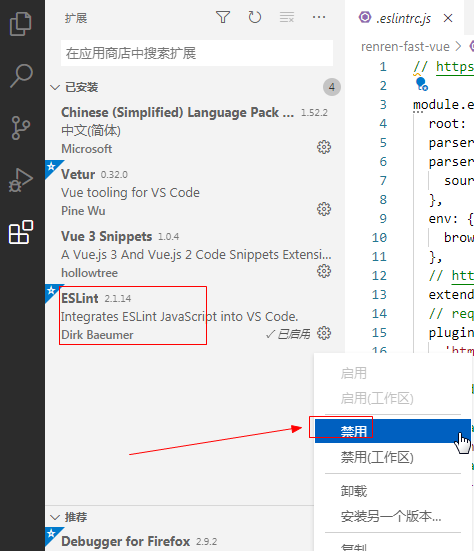 扩展
在应用商店中搜索扩展
已安装
4
Chinese (Simplified) Language Pack ... 1.52.2
中文(简体)
Microsoft
Vetur 0.32.0
Vue tooling for VS Code
Pine Wu
Vue 3 Snippets 1.0.4
A Vue.js 3 And Vue.js 2 Code Snippets Extensi...
hollowtree
ESLint 2.1.14
Integrates ESLint JavaScript into VS Code.
Dirk Baeumer ✓已启用
推荐
Debugger for Firefox 2.9.2
.eslintrc.js
renren-fast-vue
1 // https
2
3 module.e
4 root:
5 parser
6 parser
7 sour
8 },
9 env: {
10 brow
11 },
12 // htt
13 extend
14 // req
15 plugin
16 'htm
启用
启用(工作区)
禁用
禁用(工作区)
卸载
安装另一个版本...